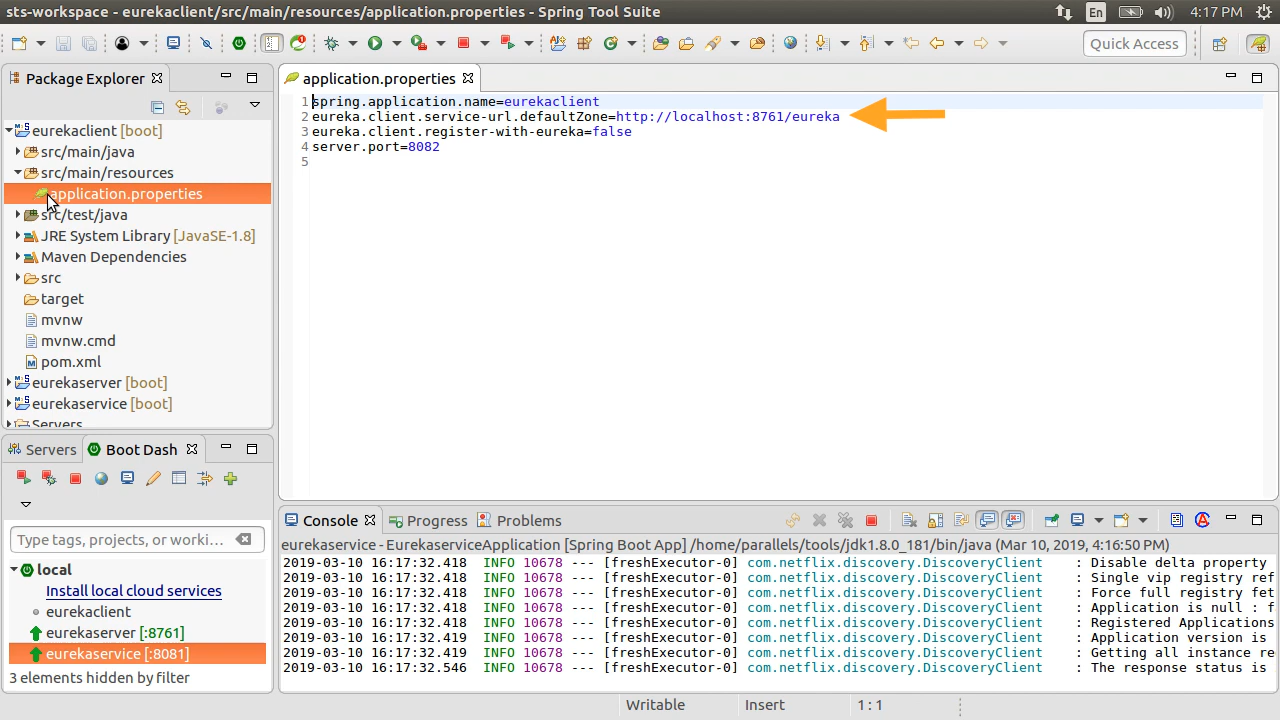 sts-workspace - eurekaclient/src/main/resources/application.properties - Spring Tool Suite
En
4:17 PM
Quick Access
Package Explorer
eurekaclient [boot]
src/main/java
src/main/resources
application.properties
src/test/java
JRE System Library [JavaSE-1.8]
Maven Dependencies
src
target
mvnw
mvnw.cmd
pom.xml
eurekaserver [boot]
eurekaservice [boot]
Servers
application.properties
1 spring.application.name=eurekaclient
2 eureka.client.service-url.defaultZone=http://localhost:8761/eureka
3 eureka.client.register-with-eureka=false
4 server.port=8082
5
Servers
Boot Dash
Type tags, projects, or worki...
local
Install local cloud services
eurekaclient
eurekaserver [:8761]
eurekaservice [:8081]
3 elements hidden by filter
Console
Progress
Problems
eurekaservice - EurekaserviceApplication [Spring Boot App] /home/parallels/tools/jdk1.8.0_181/bin/java (Mar 10, 2019, 4:16:50 PM)
2019-03-10 16:17:32.418 INFO 10678 --- [freshExecutor-0] com.netflix.discovery.DiscoveryClient : Disable delta property
2019-03-10 16:17:32.418 INFO 10678 --- [freshExecutor-0] com.netflix.discovery.DiscoveryClient : Single vip registry ref
2019-03-10 16:17:32.418 INFO 10678 --- [freshExecutor-0] com.netflix.discovery.DiscoveryClient : Force full registry fet
2019-03-10 16:17:32.418 INFO 10678 --- [freshExecutor-0] com.netflix.discovery.DiscoveryClient : Application is null : f
2019-03-10 16:17:32.418 INFO 10678 --- [freshExecutor-0] com.netflix.discovery.DiscoveryClient : Registered Applications
2019-03-10 16:17:32.419 INFO 10678 --- [freshExecutor-0] com.netflix.discovery.DiscoveryClient : Application version is
2019-03-10 16:17:32.419 INFO 10678 --- [freshExecutor-0] com.netflix.discovery.DiscoveryClient : Getting all instance re
2019-03-10 16:17:32.546 INFO 10678 --- [freshExecutor-0] com.netflix.discovery.DiscoveryClient : The response status is
Writable
Insert
1 : 1